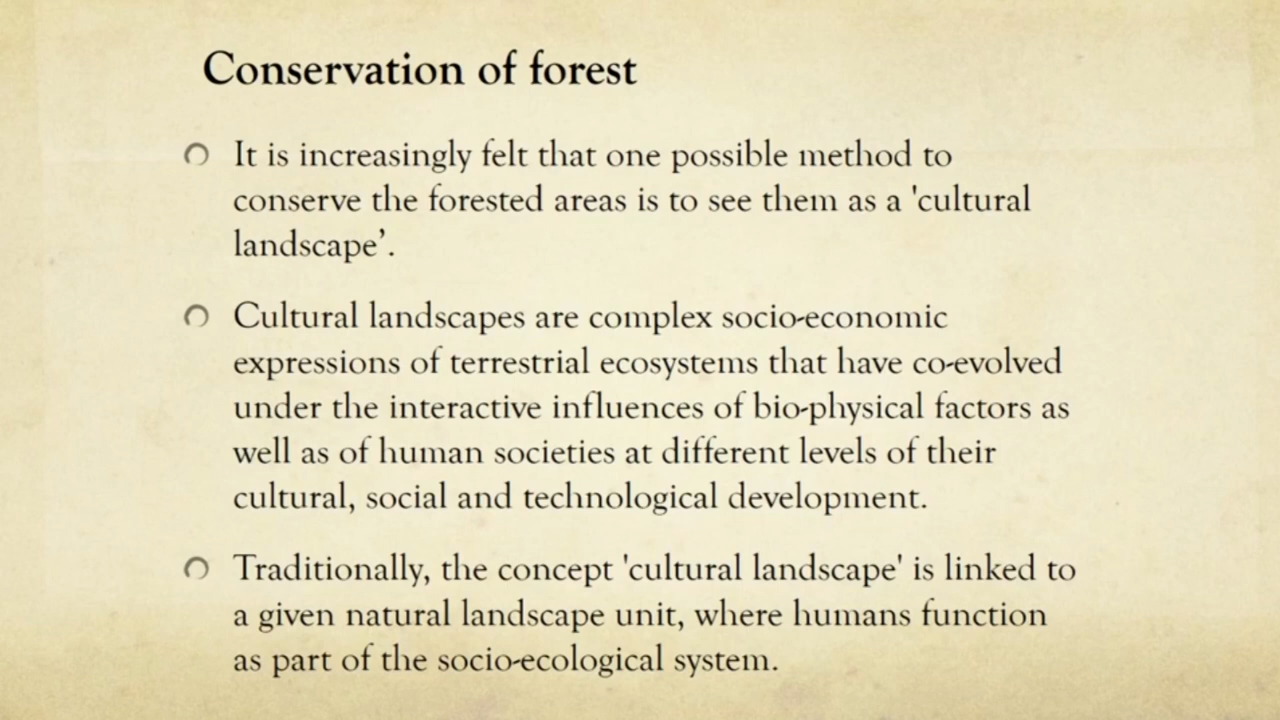 Conservation of forest
It is increasingly felt that one possible method to
conserve the forested areas is to see them as a 'cultural
landscape’.
Cultural landscapes are complex socio-economic
expressions of terrestrial ecosystems that have co-evolved
under the interactive influences of bio-physical factors as
well as of human societies at different levels of their
cultural, social and technological development.
Traditionally, the concept 'cultural landscape' is linked to
a given natural landscape unit, where humans function
as part of the socio-ecological system.